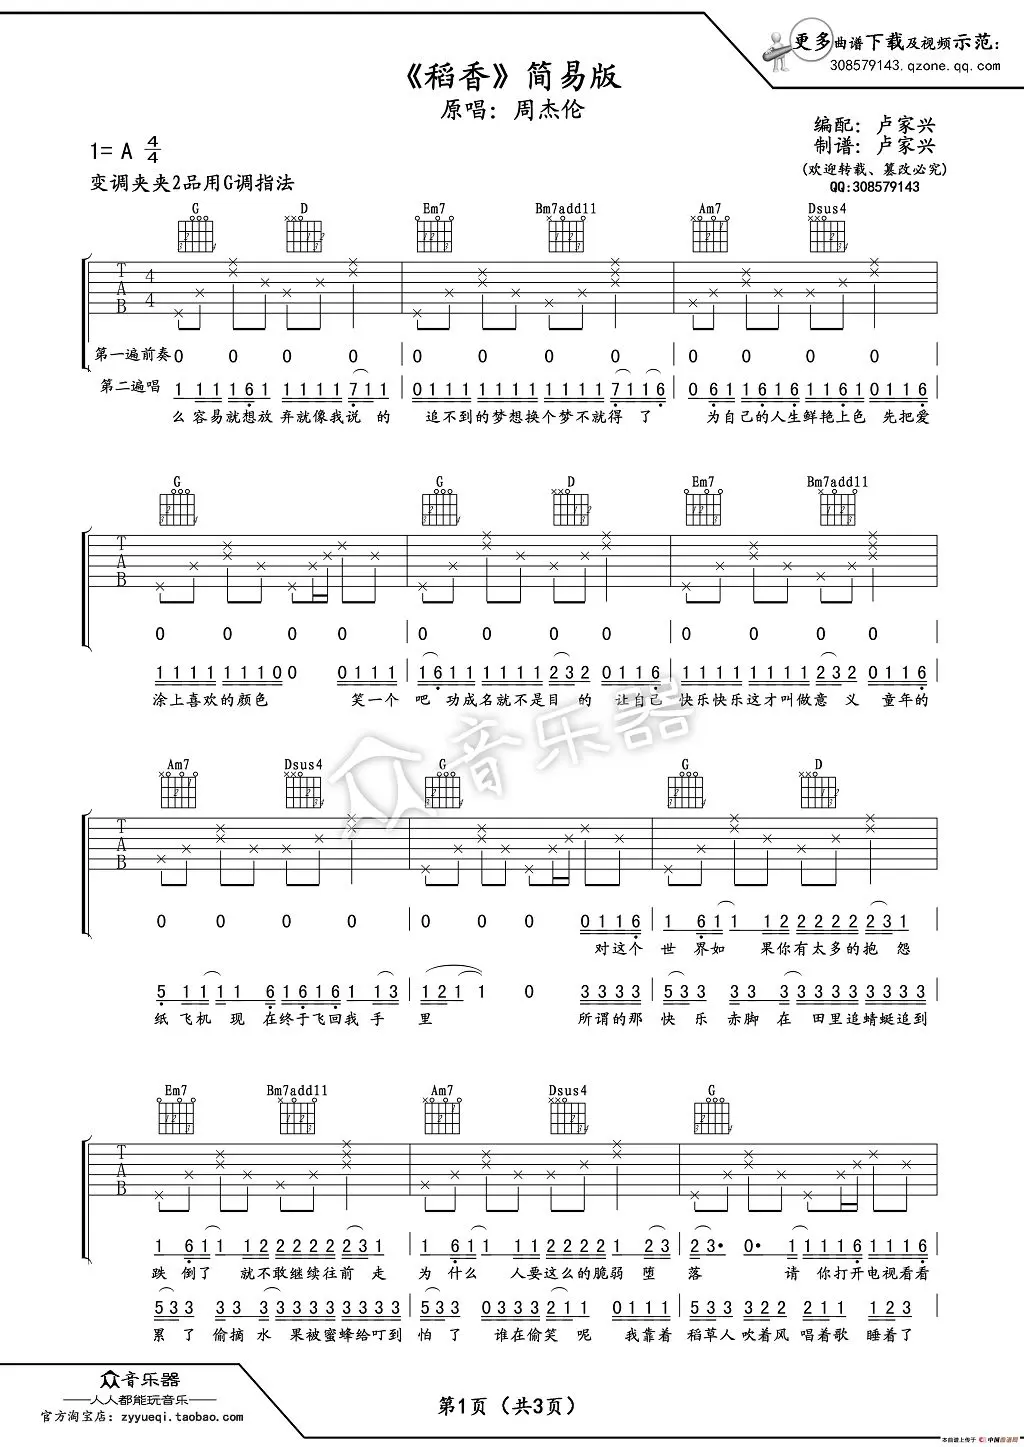 更多曲谱下载及视频示范：
308579143.qzone.qq.com
《稻香》简易版
原唱：周杰伦
编配：卢家兴
制谱：卢家兴
(欢迎转载、篡改必究)
QQ:308579143
1= A 4/4
变调夹夹2品用G调指法
G D Em7 Bm7add11 Am7 Dsus4
T A B 4 4
第一遍前奏 0 0 0 0 | 0 0 0 0 | 0 0 0 0 |
第二遍唱 1 1 1 1 6 1 1 1 1 1 7 1 1 0 1 1 1 1 1 1 1 1 1 1 1 7 1 1 6 0 6 1 1 6 1 6 1 1 1 6 1 6 1 0 1 1 6
么 容易就想放 弃就像我说 的 追不到的梦想换个梦不就得 了 为自己的人生鲜艳上色 先把爱
G G D Em7 Bm7add11
T A B
0 0 0 0 | 0 0 0 0 | 0 0 0 0 |
1 1 1 1 1 1 1 0 0 0 1 1 1 1 6 1 1 1 1 1 1 2 3 2 0 1 1 6 1 1 1 1 1 1 1 1 2 3 2 0 1 1 1
涂上喜欢的颜色 笑一个 吧 功成名就不是目 的 让自己 快乐快乐这才叫做意 义 童年的
众音乐器
Am7 Dsus4 G G D
T A B
0 0 0 0 | 0 0 0 0 1 1 6 | 1 6 1 1 1 2 2 2 2 2 2 3 1 |
对这个 世 界如 果你有太多的抱 怨
5 1 1 1 1 1 6 1 6 1 6 1 1 3 1 2 1 1 0 3 3 3 3 5 3 3 3 3 3 3 3 3 3 3 3 3 3
纸 飞机 现 在终于飞回我 手 里 所谓的那 快 乐 赤脚 在 田里追蜻蜓追到
Em7 Bm7add11 Am7 Dsus4 G
T A B
1 6 1 1 1 2 2 2 2 2 2 3 1 | 1 6 1 1 1 2 2 2 2 2 1 2 3 | 2 3· 0· 1 1 1 1 6 1 1 1 1 |
跌 倒了 就不敢继续往前 走 为 什么 人要这么的脆弱 堕 落 请 你打开电视看看
5 3 3 3 3 3 3 3 3 3 3 3 3 5 3 3 0 3 3 3 2 1 1 0 1 1 1 2 2 2 3 2 2 2 1 1 2 1 1
累 了 偷摘 水 果被蜜蜂给叮到 怕 了 谁在偷笑 呢 我靠着 稻草人 吹着风 唱着歌 睡着了
众音乐器
——人人都能玩音乐——
官方淘宝店：zyyueqi.taobao.com
第1页（共3页）
本曲谱上传于 中国曲谱网